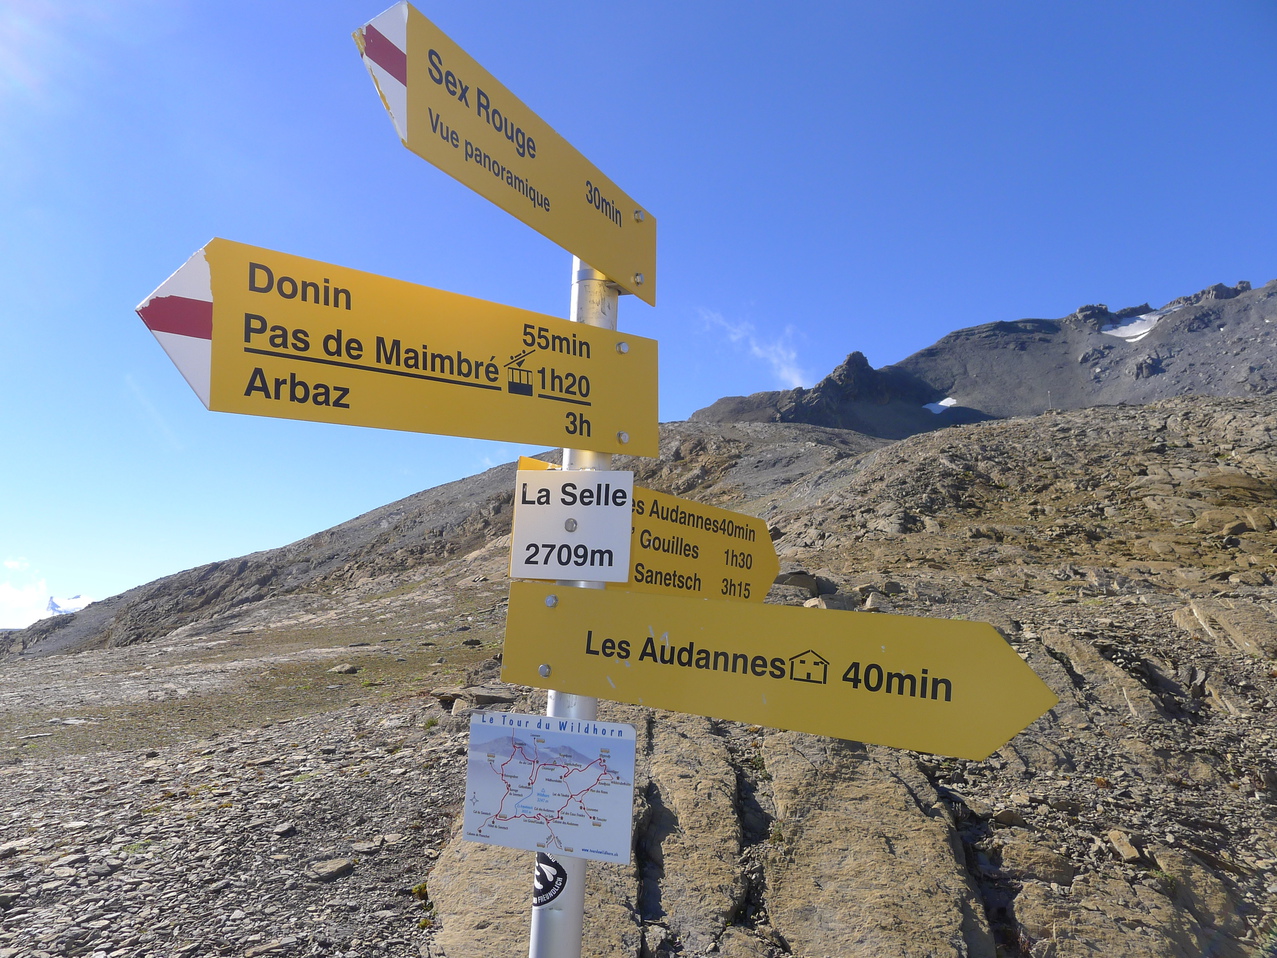 Sex Rouge
Vue panoramique 30min
Donin 55min
Pas de Maimbré 1h20
Arbaz 3h
La Selle
2709m
es Audannes 40min
Gouilles 1h30
Sanetsch 3h15
Les Audannes 40min
Le Tour du Wildhorn